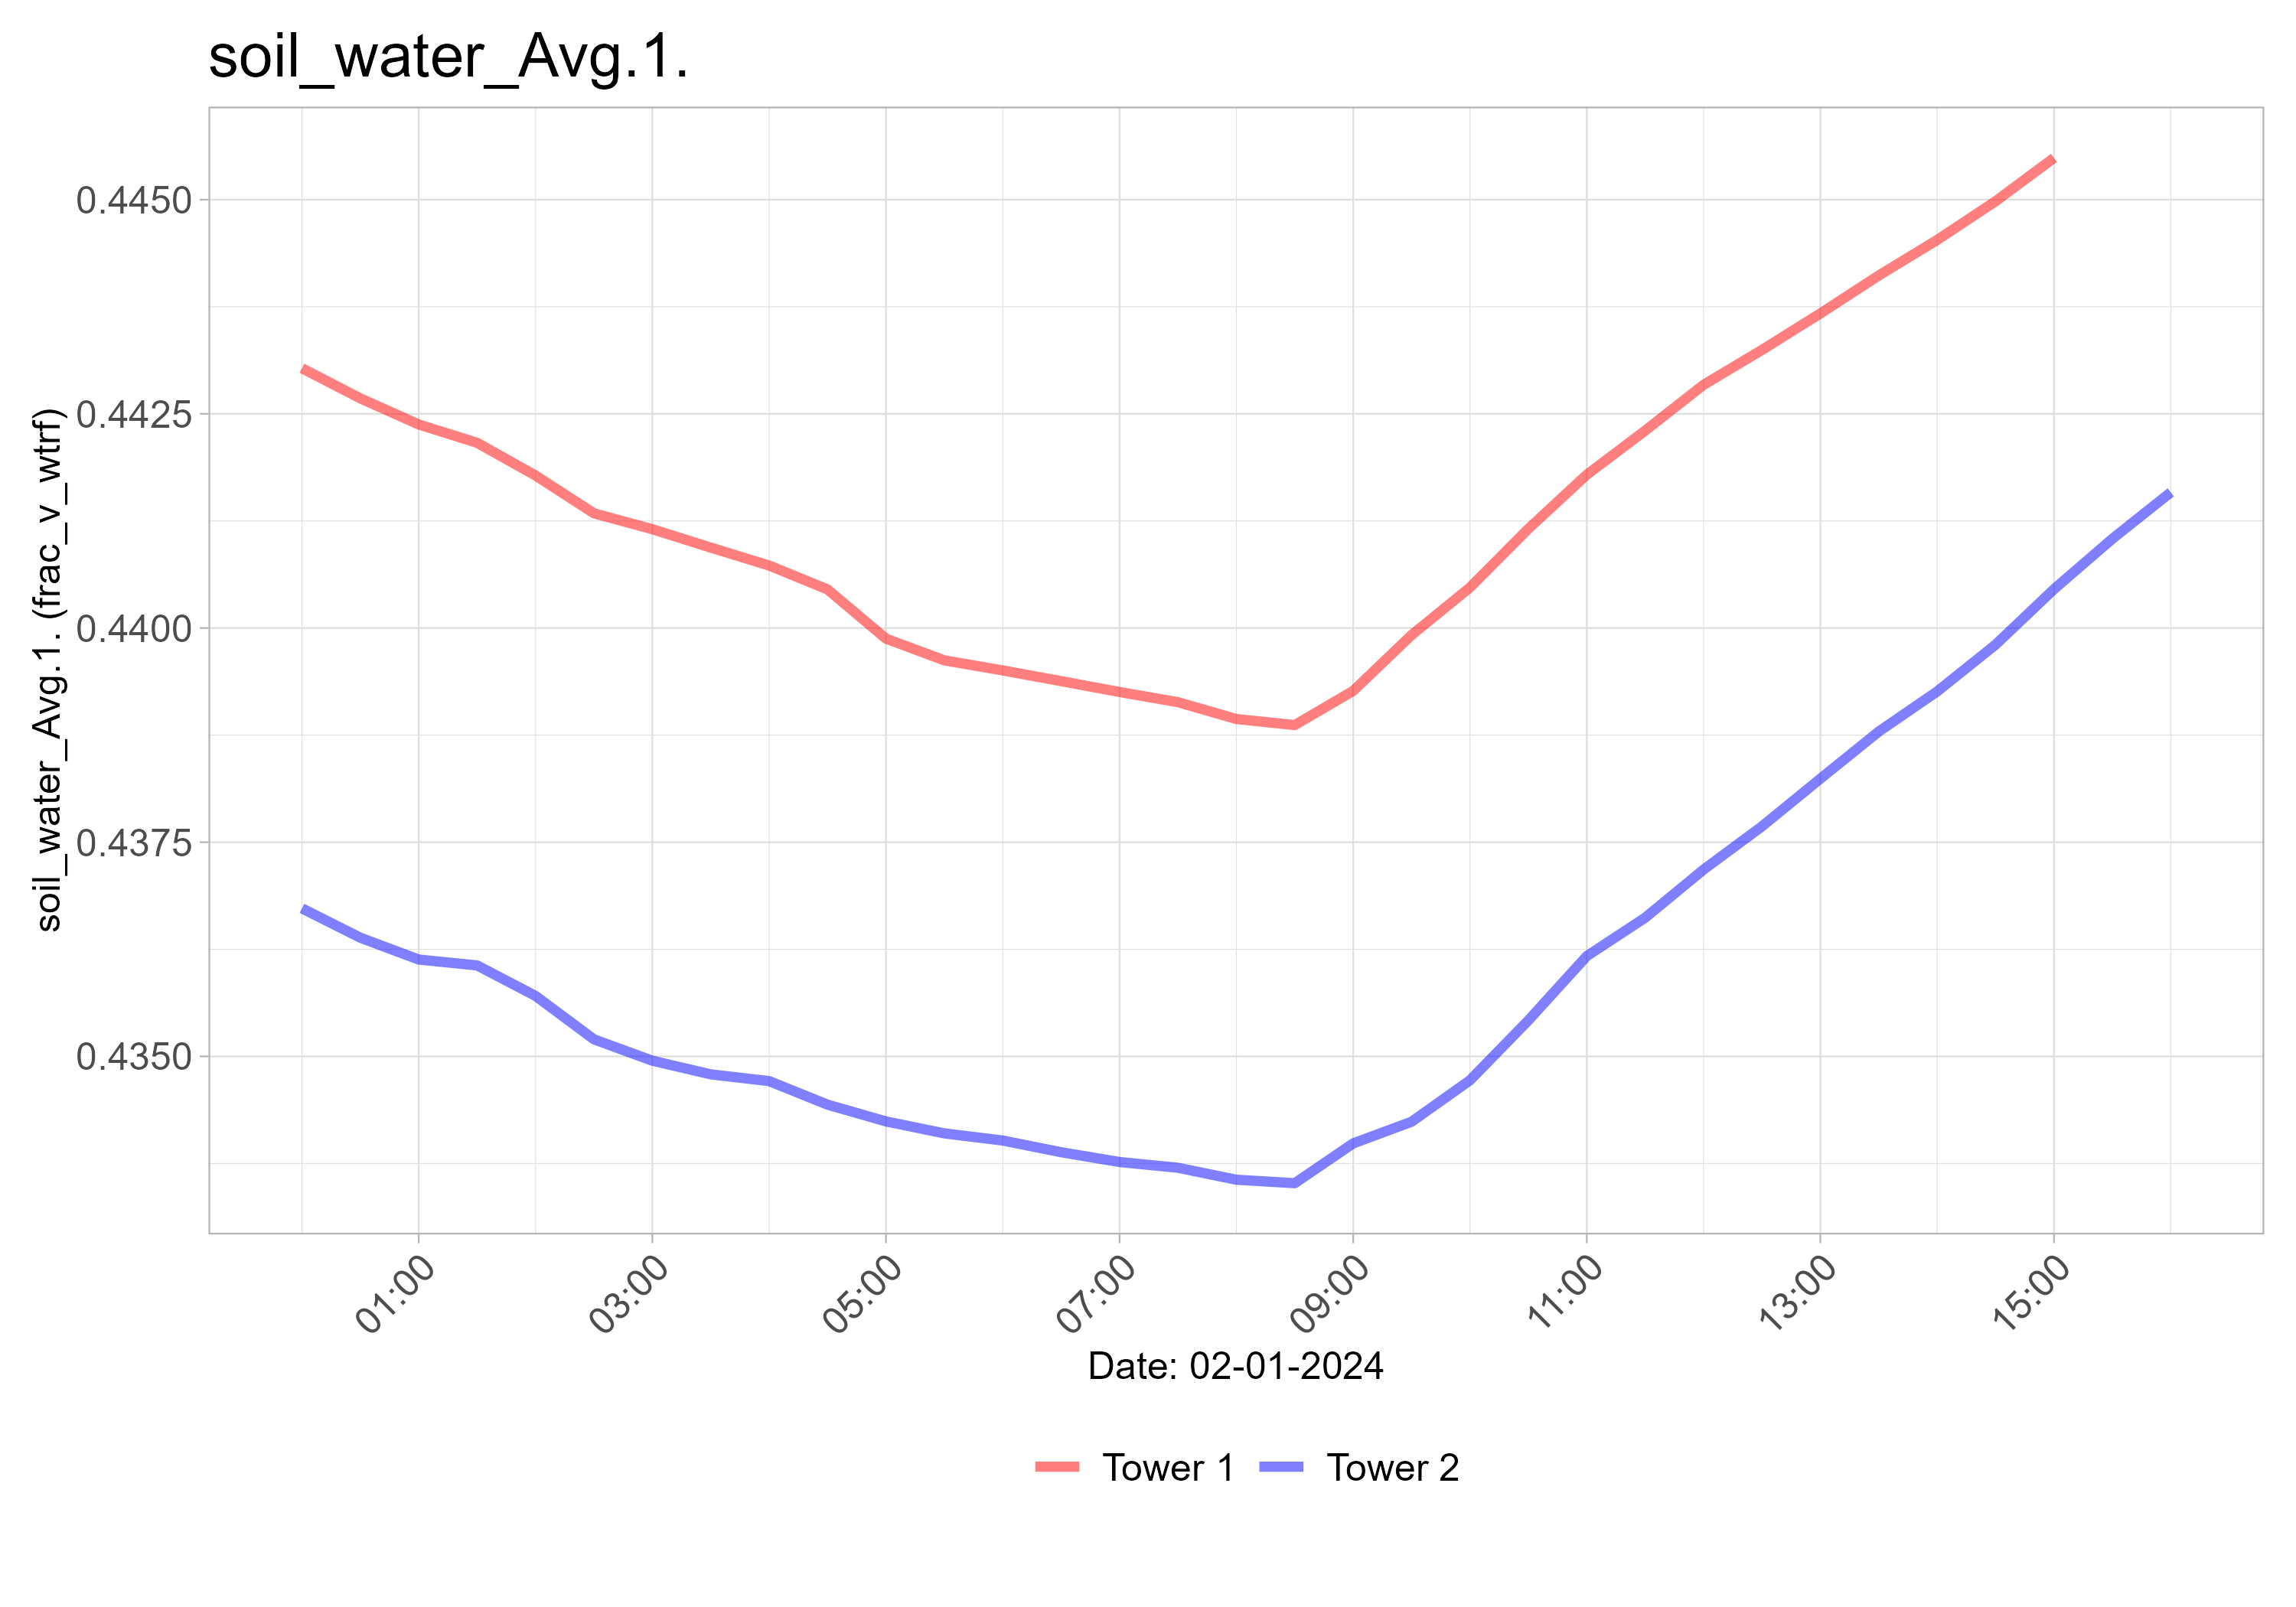 soil_water_Avg.1.
soil_water_Avg.1. (frac_v_wtrf)
0.4450
0.4425
0.4400
0.4375
0.4350
01:00
03:00
05:00
07:00
09:00
11:00
13:00
15:00
Date: 02-01-2024
Tower 1
Tower 2